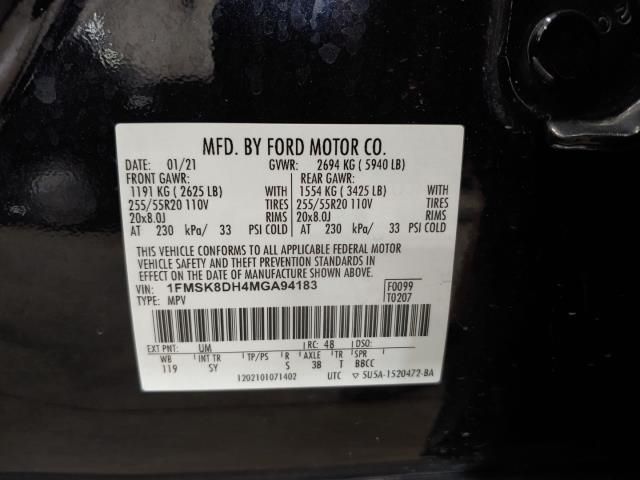 MFD. BY FORD MOTOR CO.
DATE: 01/21 GVWR: 2694 KG ( 5940 LB)
FRONT GAWR: REAR GAWR:
1191 KG ( 2625 LB) WITH 1554 KG ( 3425 LB) WITH
255/55R20 110V TIRES 255/55R20 110V TIRES
20x8.0J RIMS 20x8.0J RIMS
AT 230 kPa/ 33 PSI COLD AT 230 kPa/ 33 PSI COLD
THIS VEHICLE CONFORMS TO ALL APPLICABLE FEDERAL MOTOR
VEHICLE SAFETY AND THEFT PREVENTION STANDARDS IN
EFFECT ON THE DATE OF MANUFACTURE SHOWN ABOVE.
VIN: 1FMSK8DH4MGA94183 F0099
TYPE: MPV T0207
EXT PNT: UM RC: 48 DSO:
WB INT TR TP/PS R AXLE TR SPR
119 SY S 3B T BBCC
1202101071402 UTC ▽ 5U5A-1520472-BA